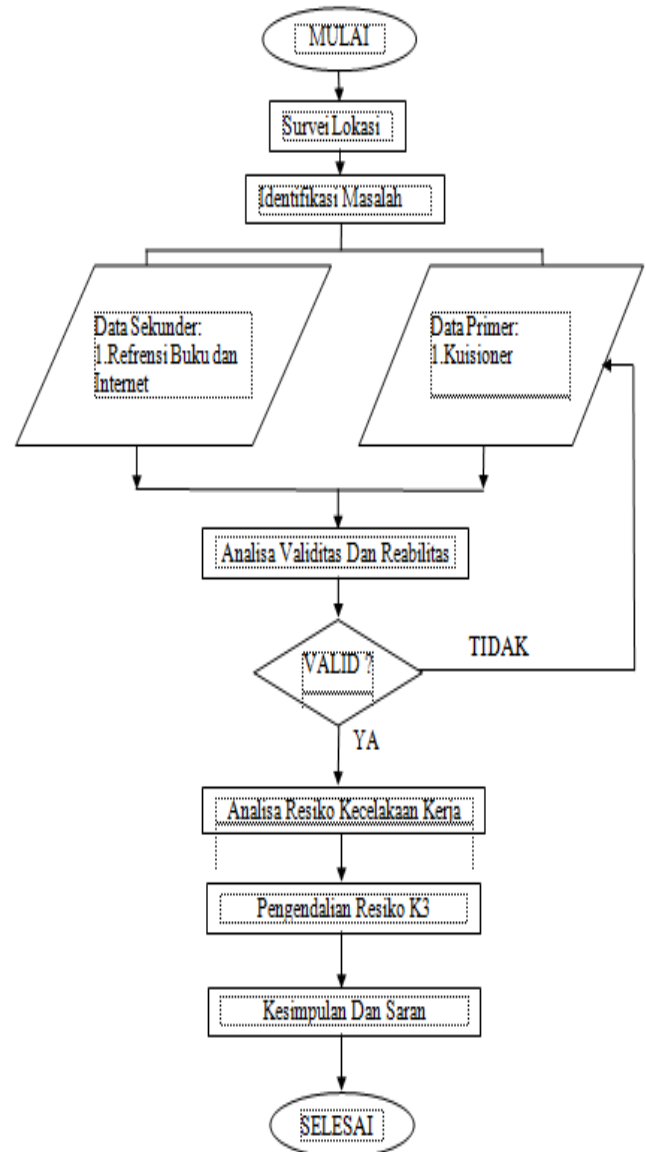 MULAI
Survei Lokasi
Identifikasi Masalah
Data Sekunder:
1.Refrensi Buku dan
Internet
Data Primer:
1.Kuisioner
Analisa Validitas Dan Reabilitas
VALID ?
TIDAK
YA
Analisa Resiko Kecelakaan Kerja
Pengendalian Resiko K3
Kesimpulan Dan Saran
SELESAI